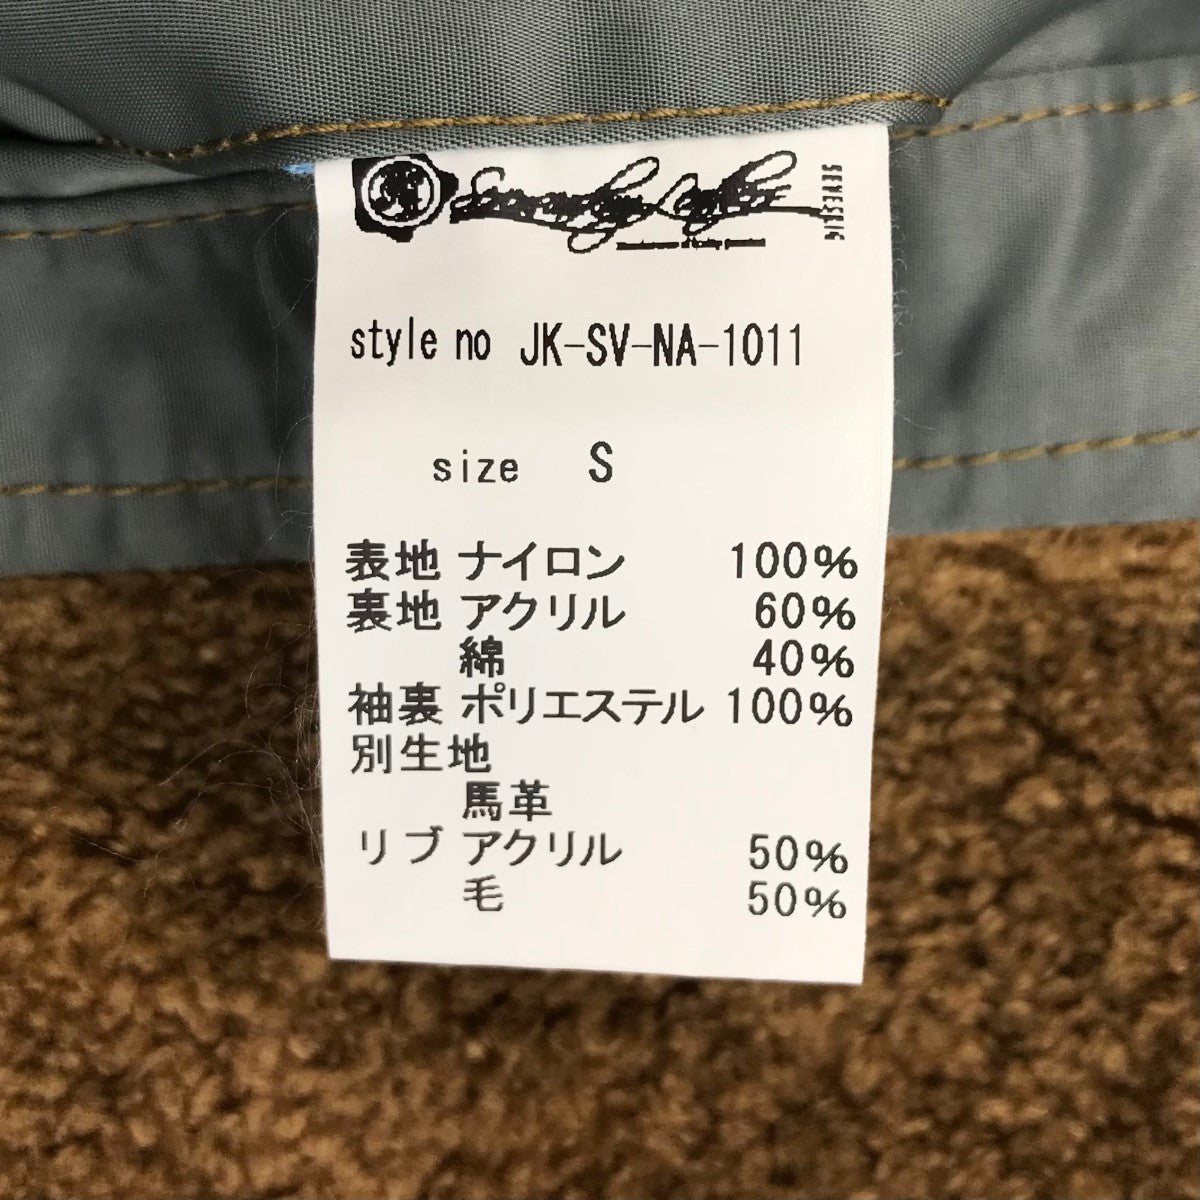 style no JK-SV-NA-1011
size S
表地 ナイロン 100%
裏地 アクリル 60%
綿 40%
袖裏 ポリエステル 100%
別生地
馬革
リブ アクリル 50%
毛 50%